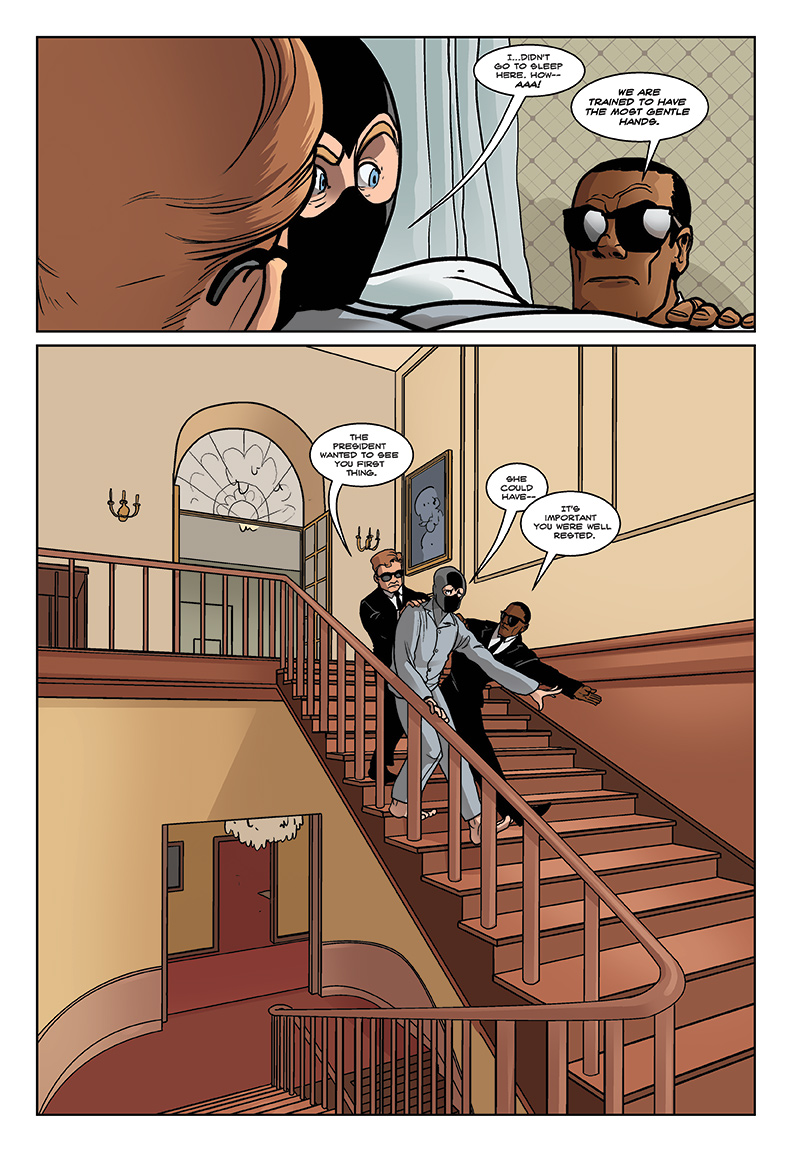 I...DIDN'T
GO TO SLEEP
HERE. HOW--
AAA!
WE ARE
TRAINED TO HAVE
THE MOST GENTLE
HANDS.
THE
PRESIDENT
WANTED TO SEE
YOU FIRST
THING.
SHE
COULD
HAVE--
IT'S
IMPORTANT
YOU WERE WELL
RESTED.